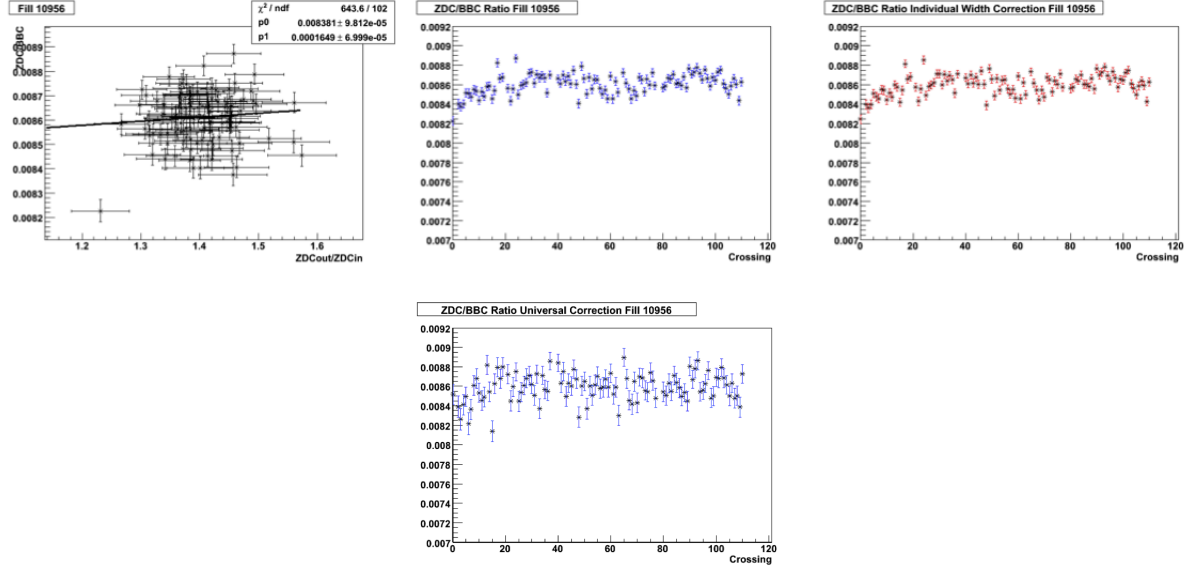 Fill 10956
χ² / ndf 643.6 / 102
p0 0.008381 ± 9.812e-05
p1 0.0001649 ± 6.999e-05
ZDC/BBC
0.0089
0.0088
0.0087
0.0086
0.0085
0.0084
0.0083
0.0082
1.2 1.3 1.4 1.5 1.6
ZDCout/ZDCin
ZDC/BBC Ratio Fill 10956
0.0092
0.009
0.0088
0.0086
0.0084
0.0082
0.008
0.0078
0.0076
0.0074
0.0072
0.007
0 20 40 60 80 100 120
Crossing
ZDC/BBC Ratio Individual Width Correction Fill 10956
0.0092
0.009
0.0088
0.0086
0.0084
0.0082
0.008
0.0078
0.0076
0.0074
0.0072
0.007
0 20 40 60 80 100 120
Crossing
ZDC/BBC Ratio Universal Correction Fill 10956
0.0092
0.009
0.0088
0.0086
0.0084
0.0082
0.008
0.0078
0.0076
0.0074
0.0072
0.007
0 20 40 60 80 100 120
Crossing